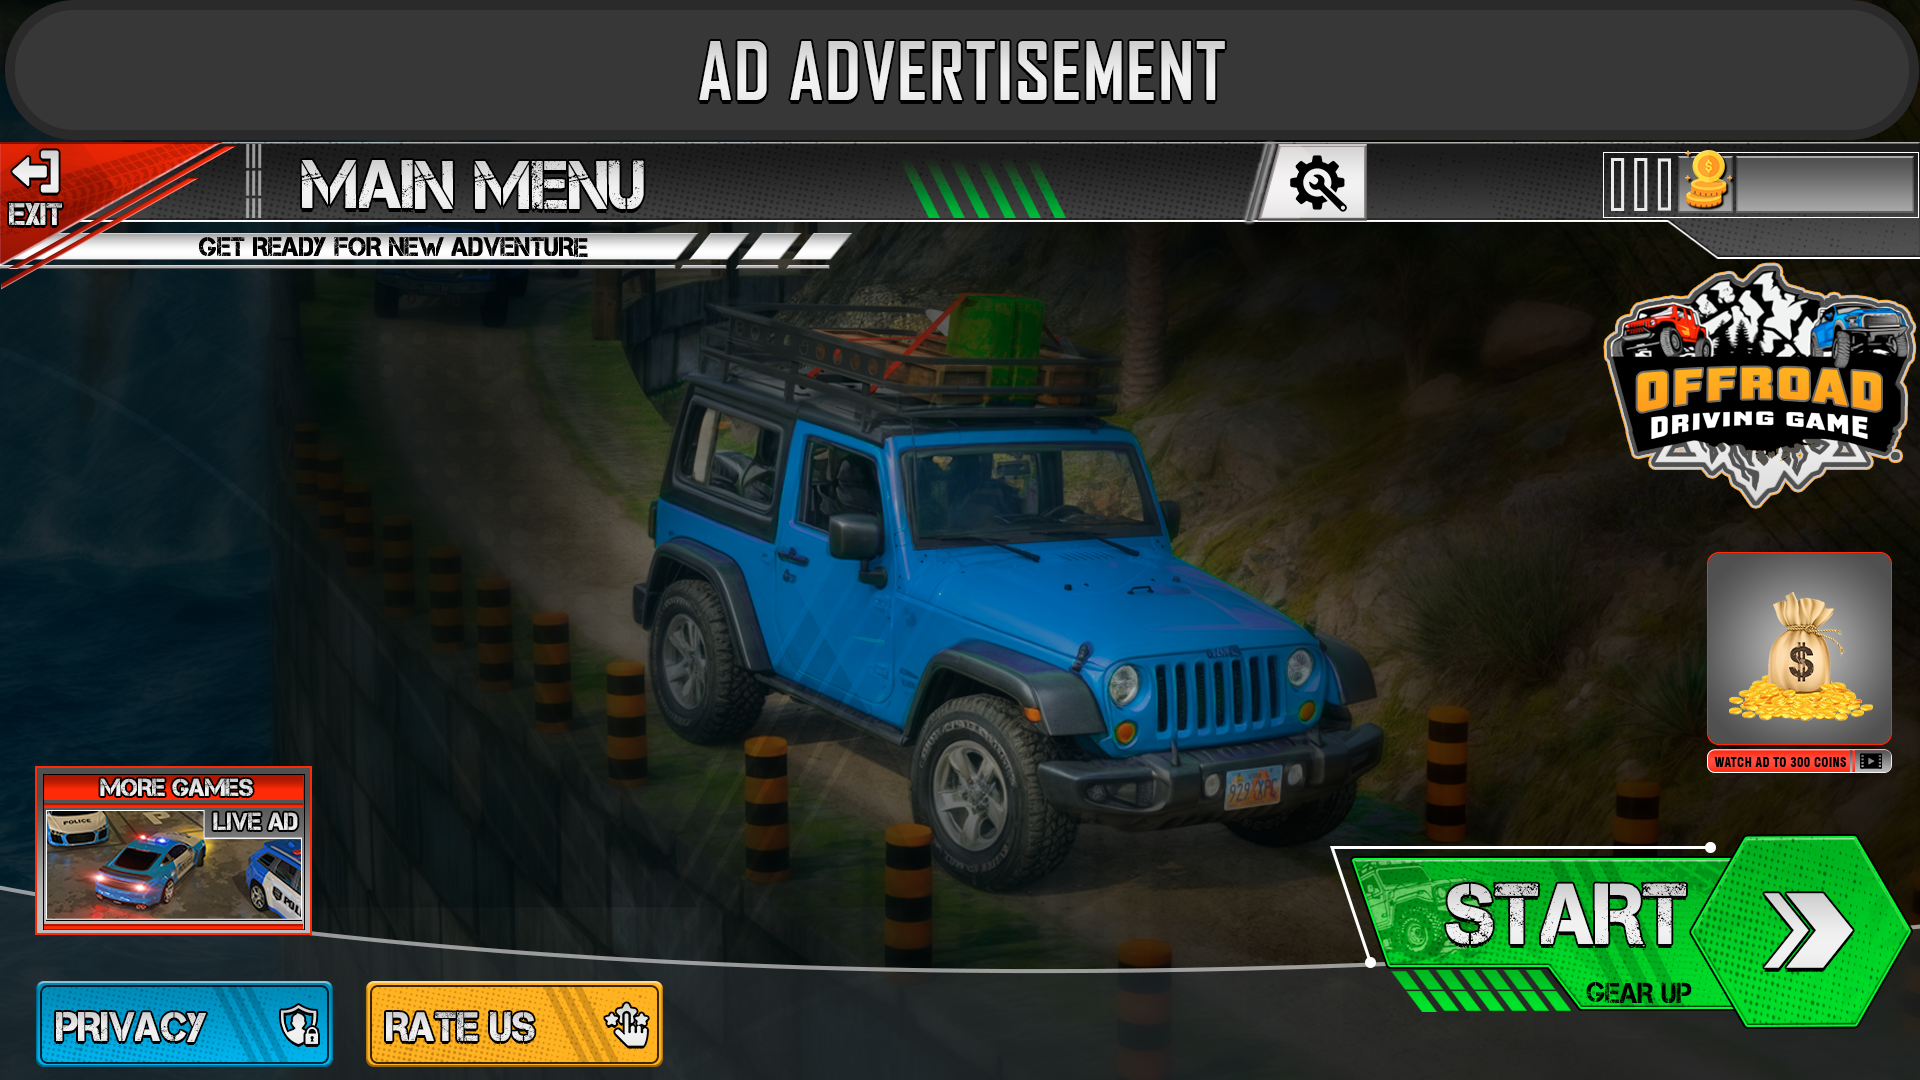 AD ADVERTISEMENT
EXIT
MAIN MENU
GET READY FOR NEW ADVENTURE
OFFROAD
DRIVING GAME
WATCH AD TO 300 COINS
MORE GAMES
LIVE AD
POLICE
START
GEAR UP
PRIVACY
RATE US